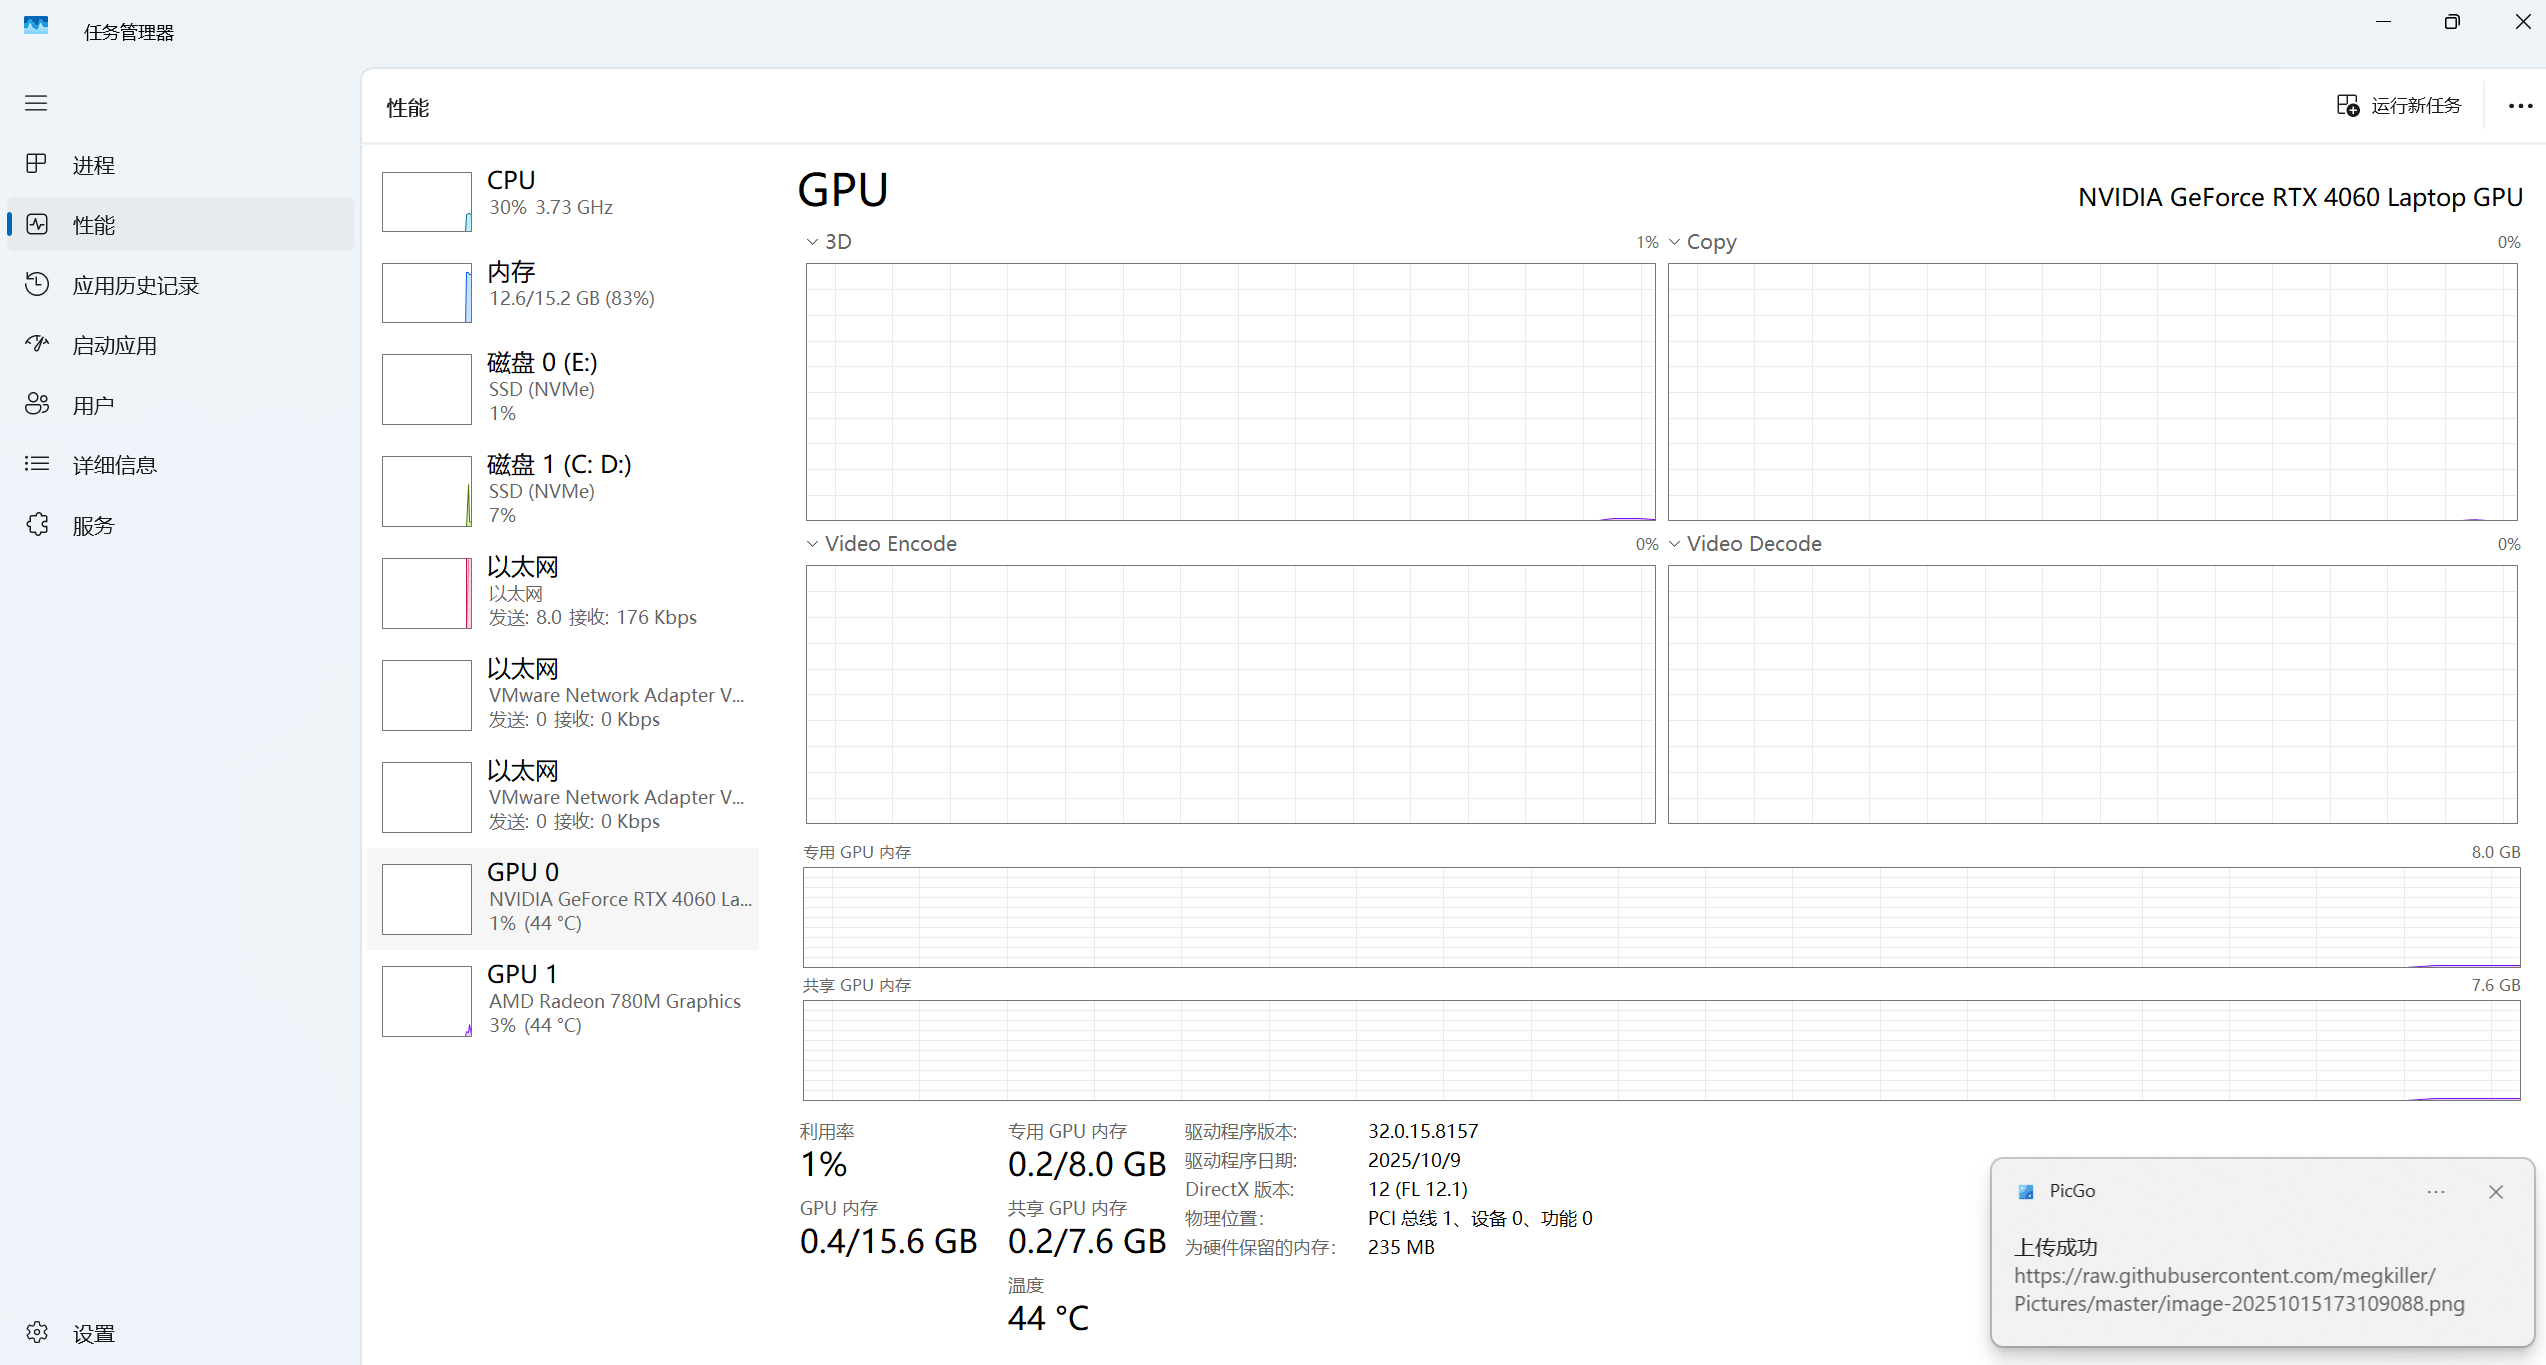 任务管理器
性能
运行新任务
进程
性能
应用历史记录
启动应用
用户
详细信息
服务
设置
CPU
30% 3.73 GHz
内存
12.6/15.2 GB (83%)
磁盘 0 (E:)
SSD (NVMe)
1%
磁盘 1 (C: D:)
SSD (NVMe)
7%
以太网
以太网
发送: 8.0 接收: 176 Kbps
以太网
VMware Network Adapter V...
发送: 0 接收: 0 Kbps
以太网
VMware Network Adapter V...
发送: 0 接收: 0 Kbps
GPU 0
NVIDIA GeForce RTX 4060 La...
1% (44 °C)
GPU 1
AMD Radeon 780M Graphics
3% (44 °C)
GPU
NVIDIA GeForce RTX 4060 Laptop GPU
3D 1%
Copy 0%
Video Encode 0%
Video Decode 0%
专用 GPU 内存 8.0 GB
共享 GPU 内存 7.6 GB
利用率
1%
GPU 内存
0.4/15.6 GB
专用 GPU 内存
0.2/8.0 GB
共享 GPU 内存
0.2/7.6 GB
温度
44 °C
驱动程序版本: 32.0.15.8157
驱动程序日期: 2025/10/9
DirectX 版本: 12 (FL 12.1)
物理位置: PCI 总线 1、设备 0、功能 0
为硬件保留的内存: 235 MB
PicGo
上传成功
https://raw.githubusercontent.com/megkiller/
Pictures/master/image-20251015173109088.png